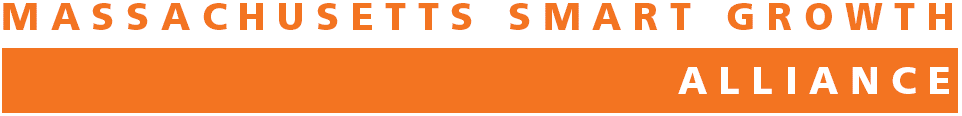 MASSACHUSETTS SMART GROWTH
ALLIANCE